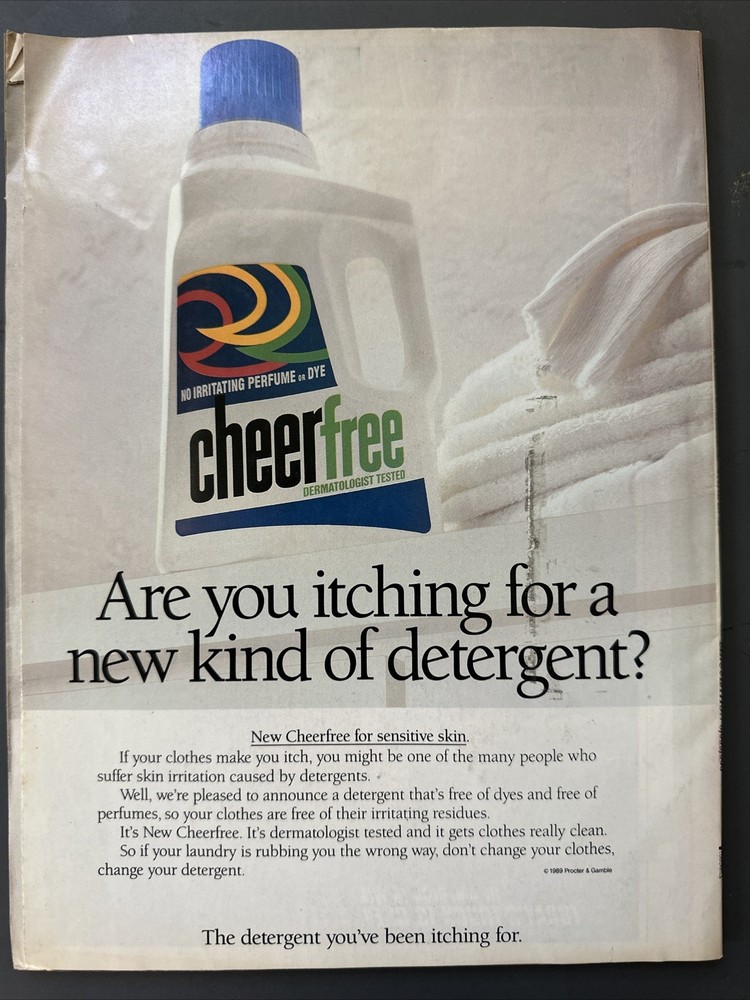 NO IRRITATING PERFUME OR DYE
cheerfree
DERMATOLOGIST TESTED
Are you itching for a
new kind of detergent?
New Cheerfree for sensitive skin.
If your clothes make you itch, you might be one of the many people who
suffer skin irritation caused by detergents.
Well, we're pleased to announce a detergent that's free of dyes and free of
perfumes, so your clothes are free of their irritating residues.
It's New Cheerfree. It's dermatologist tested and it gets clothes really clean.
So if your laundry is rubbing you the wrong way, don't change your clothes,
change your detergent.
© 1989 Procter & Gamble
The detergent you've been itching for.